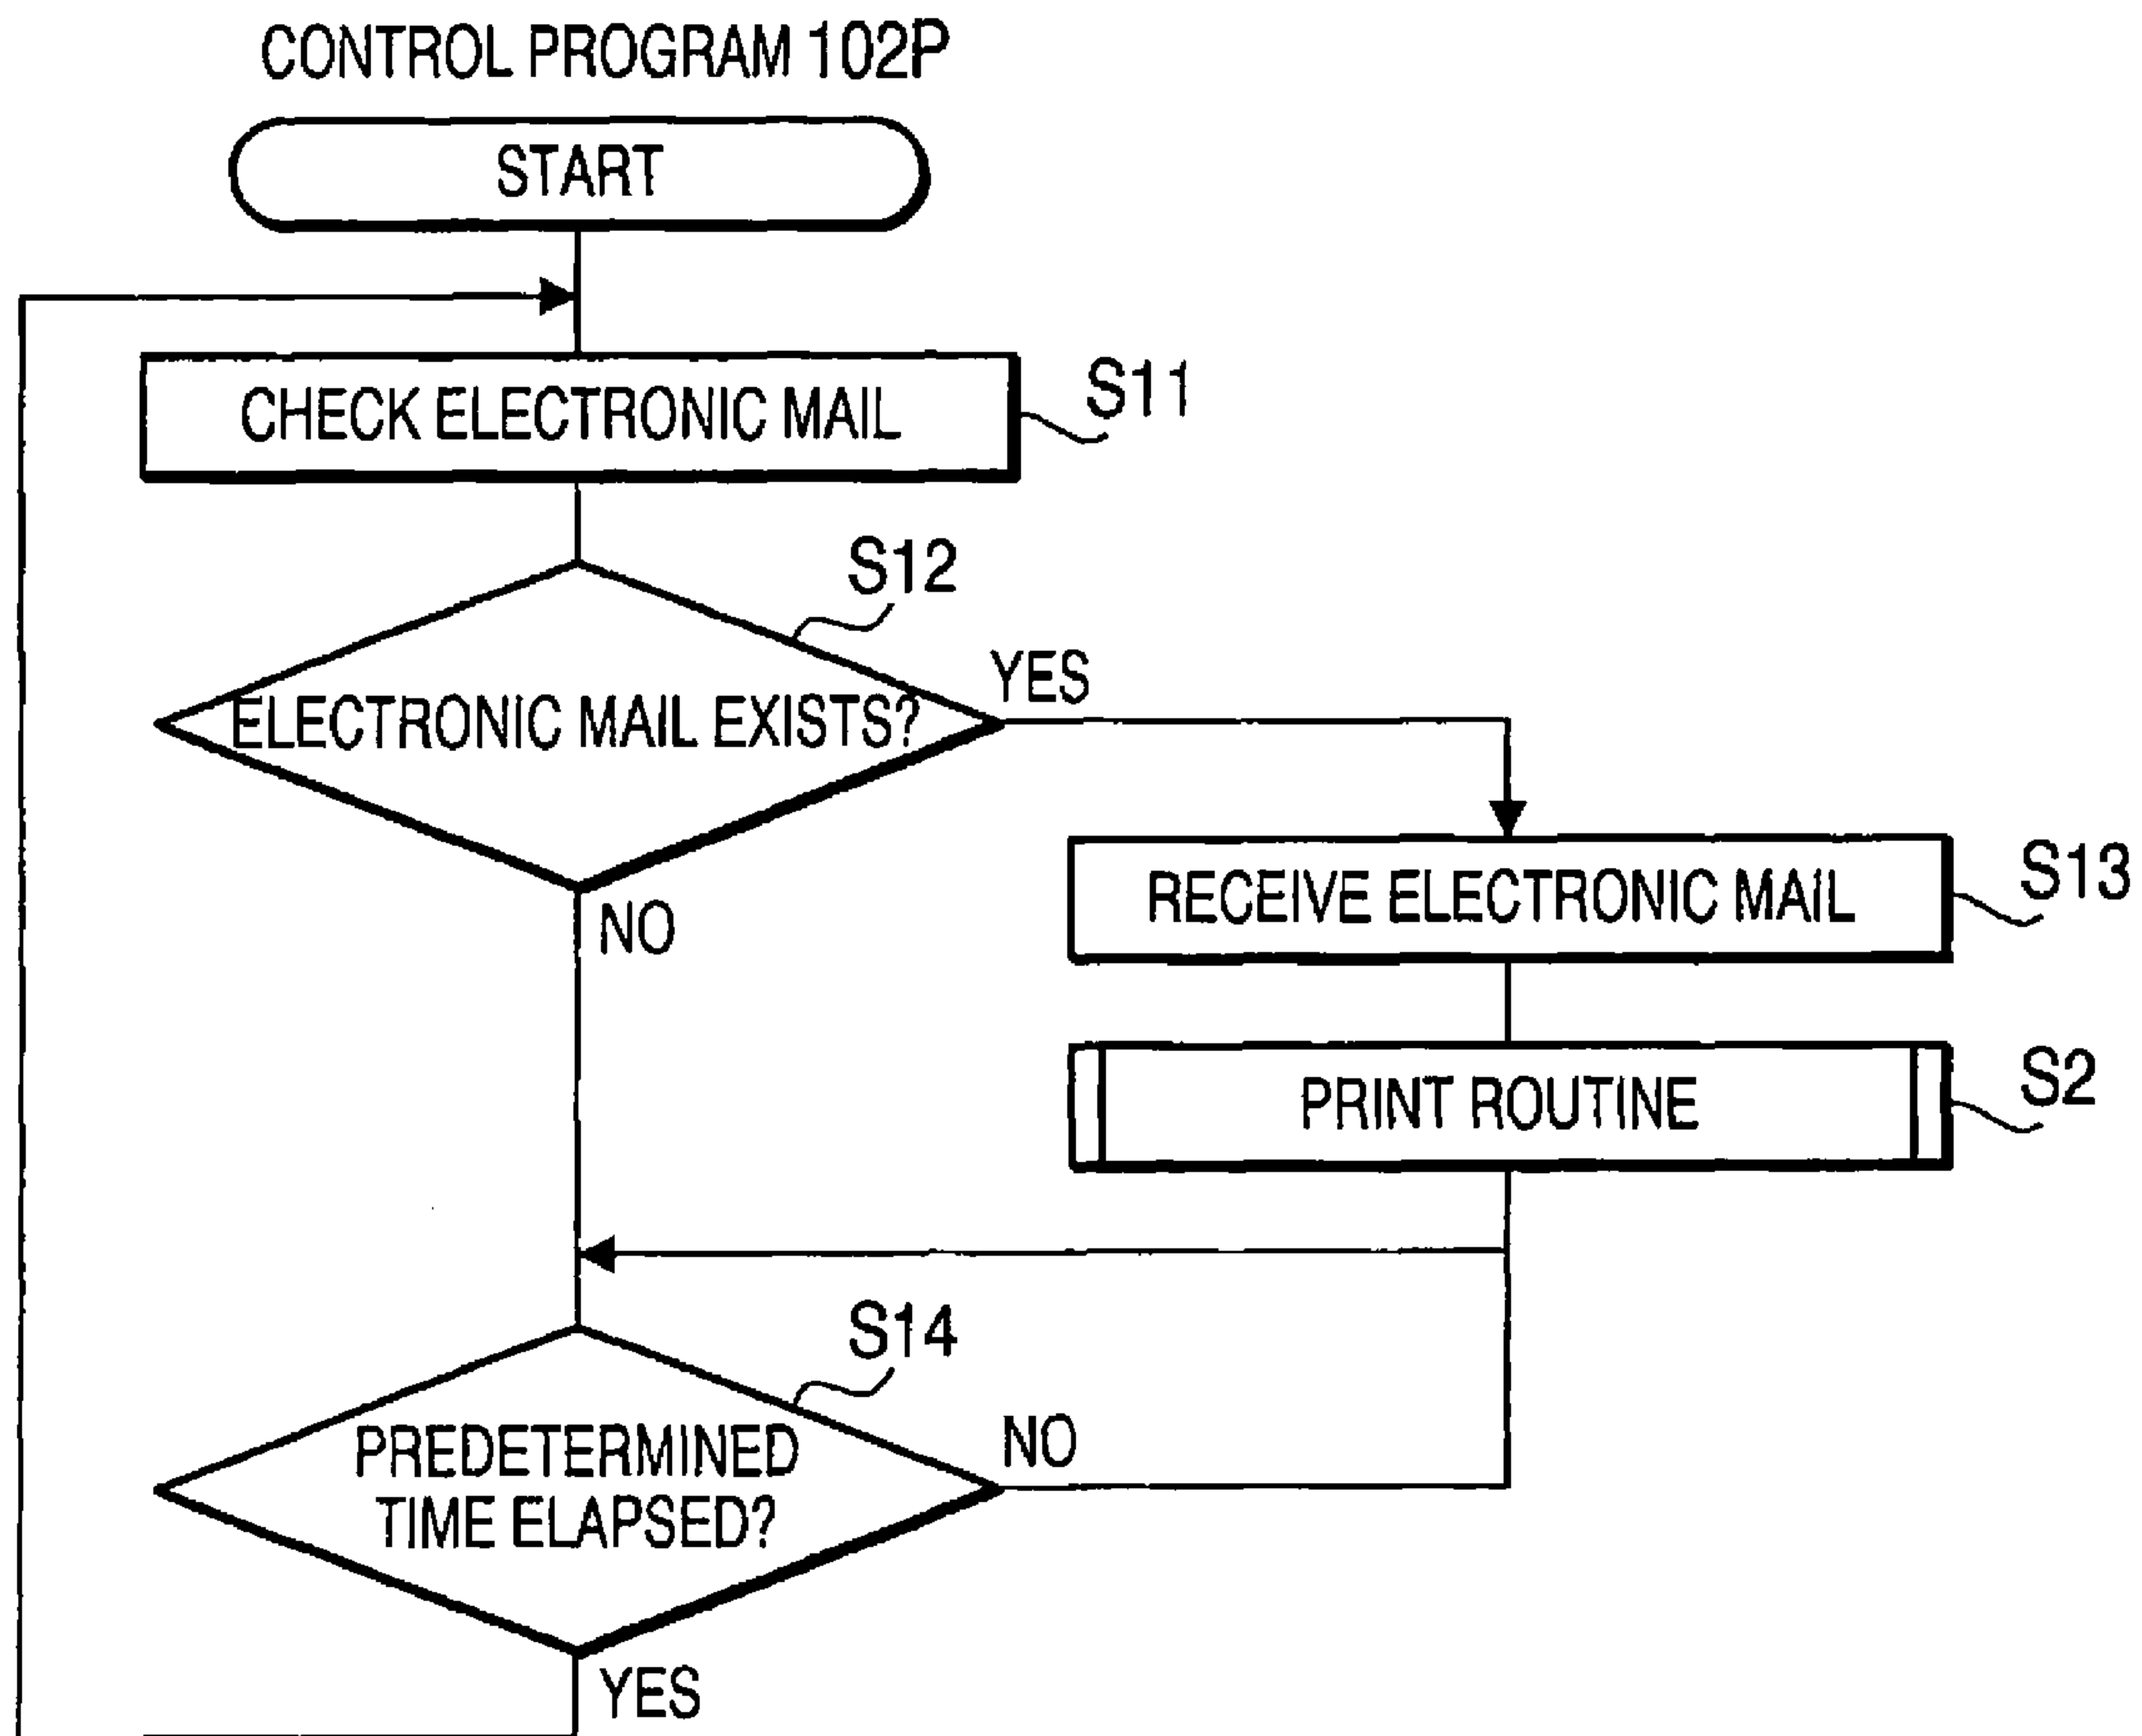 CONTROL PROGRAM 102P
START
CHECK ELECTRONIC MAIL
S11
S12
ELECTRONIC MAIL EXISTS?
YES
NO
RECEIVE ELECTRONIC MAIL
S13
PRINT ROUTINE
S2
S14
PREDETERMINED
TIME ELAPSED?
NO
YES